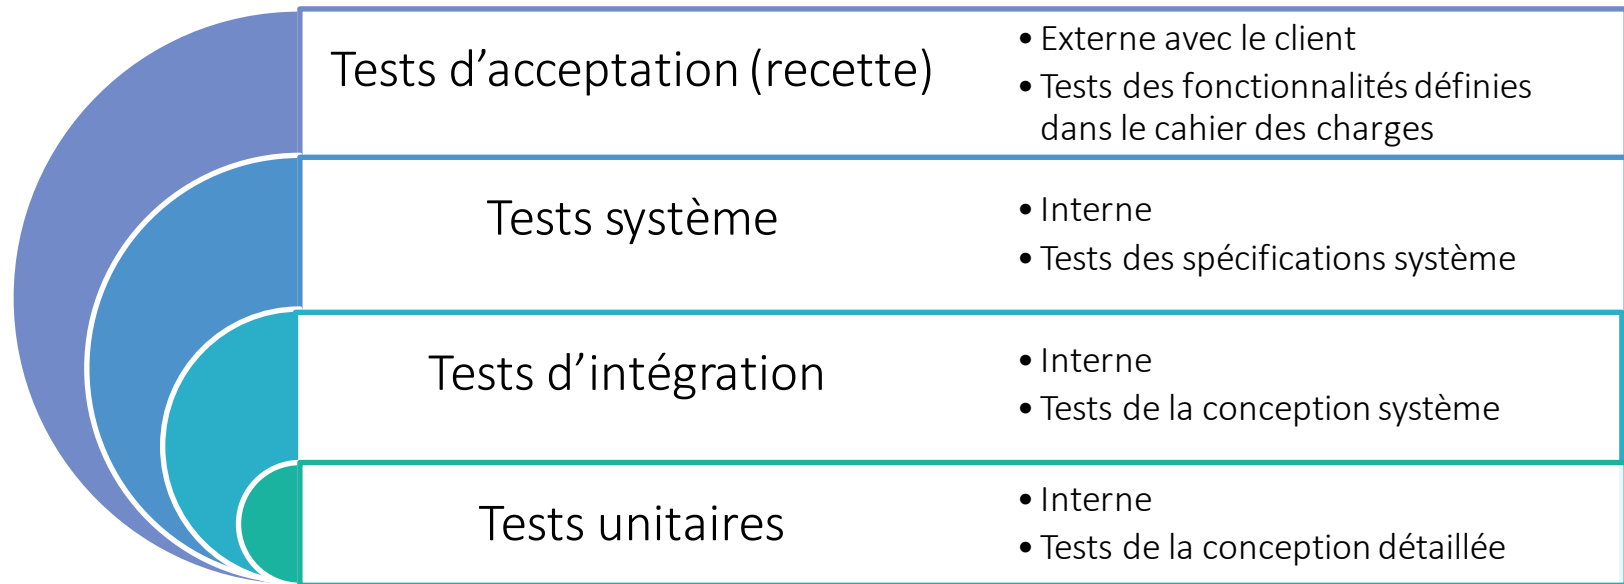 Tests d’acceptation (recette)
• Externe avec le client
• Tests des fonctionnalités définies
dans le cahier des charges
Tests système
• Interne
• Tests des spécifications système
Tests d’intégration
• Interne
• Tests de la conception système
Tests unitaires
• Interne
• Tests de la conception détaillée